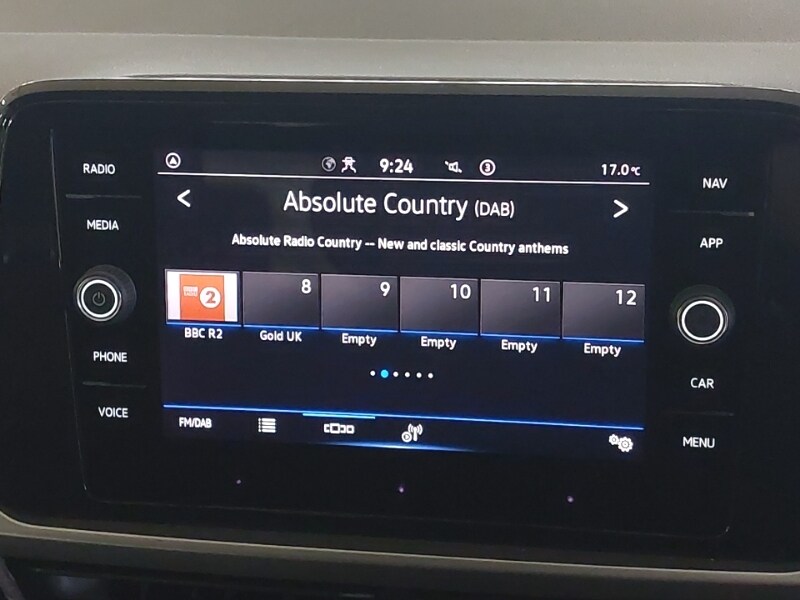 RADIO
MEDIA
PHONE
VOICE
9:24
3
17.0°C
< Absolute Country (DAB) >
Absolute Radio Country -- New and classic Country anthems
2 8 9 10 11 12
BBC R2 Gold UK Empty Empty Empty Empty
FM/DAB
NAV
APP
CAR
MENU